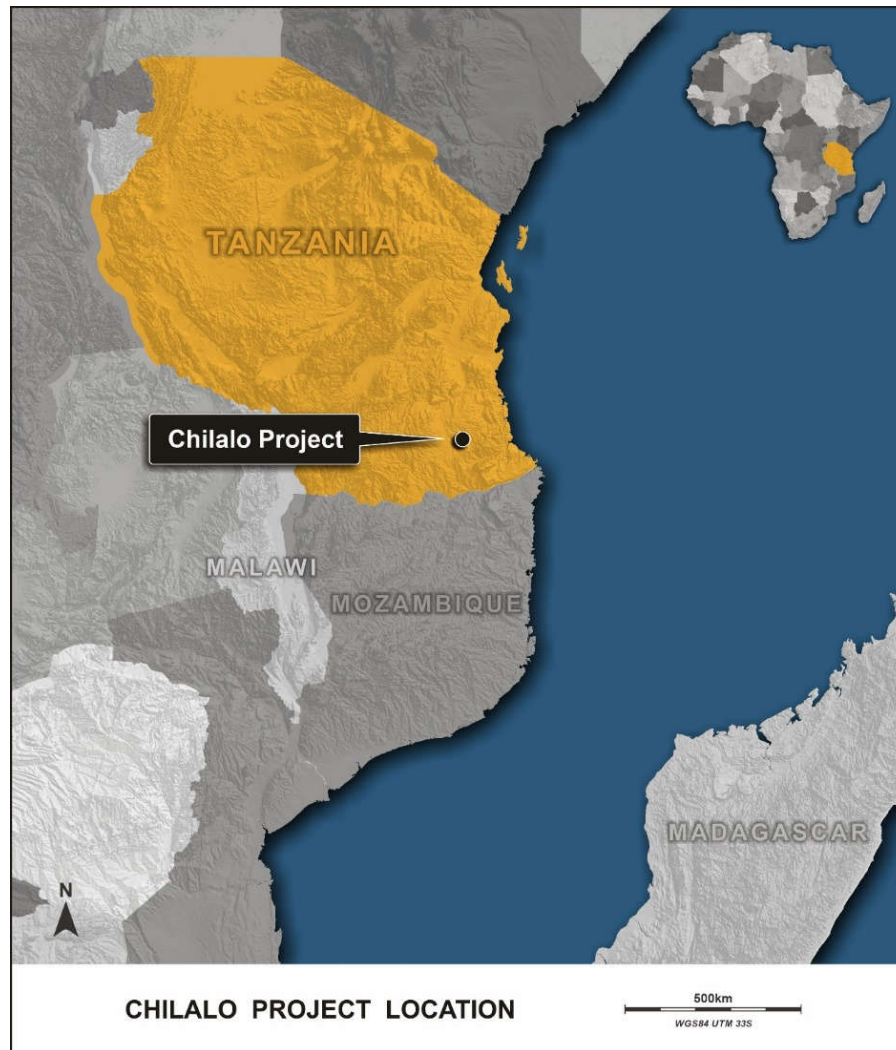 TANZANIA
Chilalo Project
MALAWI
MOZAMBIQUE
MADAGASCAR
N
CHILALO PROJECT LOCATION
500km
WGS84 UTM 33S